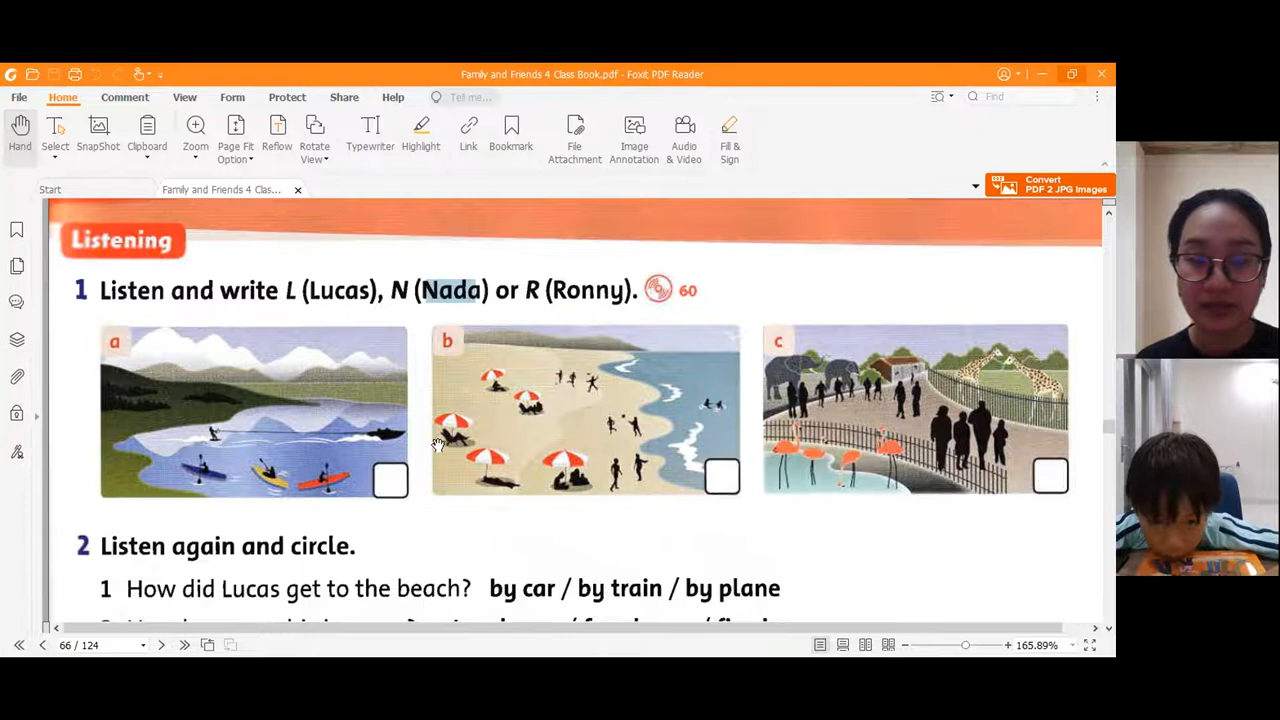 Family and Friends 4 Class Book.pdf - Foxit PDF Reader
File Home Comment View Form Protect Share Help Tell me... Find
Hand Select SnapShot Clipboard Zoom Page Fit Option Reflow Rotate View Typewriter Highlight Link Bookmark File Attachment Image Annotation Audio & Video Fill & Sign
Start Family and Friends 4 Clas... Convert
PDF 2 JPG Images
Listening
1 Listen and write L (Lucas), N (Nada) or R (Ronny). 60
a b c
2 Listen again and circle.
1 How did Lucas get to the beach? by car / by train / by plane
66 / 124 165.89%